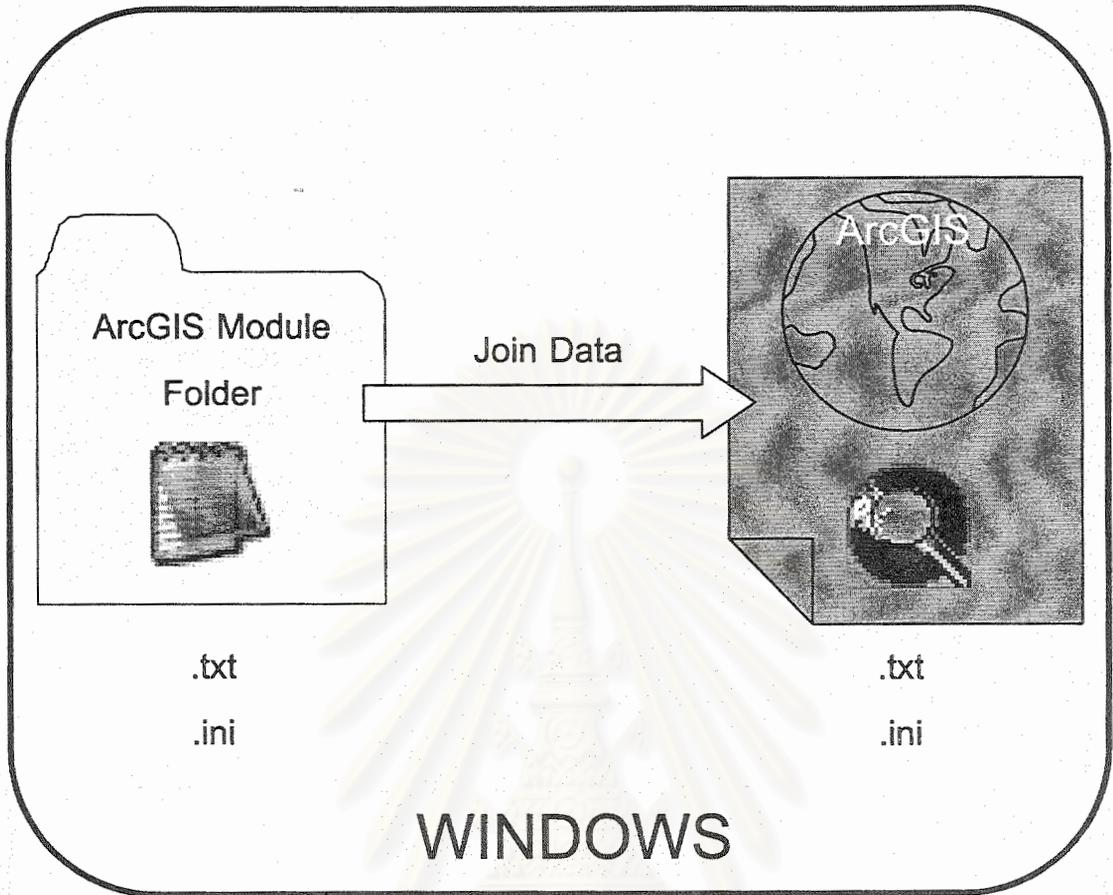 ArcGIS
ArcGIS Module
Folder
Join Data
.txt
.ini
.txt
.ini
WINDOWS